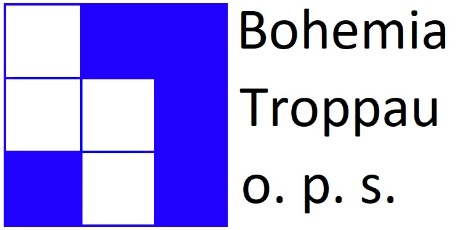 Bohemia
Troppau
o. p. s.